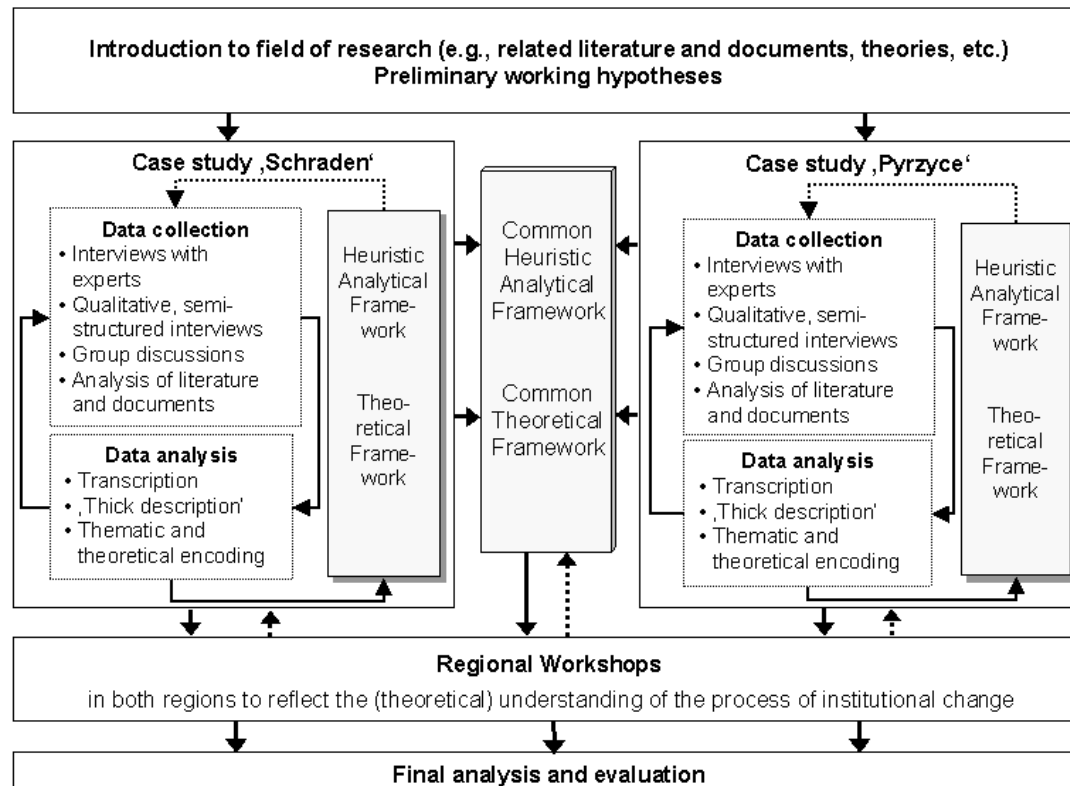 Introduction to field of research (e.g., related literature and documents, theories, etc.)
Preliminary working hypotheses
Case study ‚Schraden‘
Data collection
• Interviews with
experts
• Qualitative, semi-
structured interviews
• Group discussions
• Analysis of literature
and documents
Data analysis
• Transcription
• ‚Thick description‘
• Thematic and
theoretical encoding
Heuristic
Analytical
Frame-
work
Theo-
retical
Frame-
work
Common
Heuristic
Analytical
Framework
Common
Theoretical
Framework
Case study ‚Pyrzyce‘
Data collection
• Interviews with
experts
• Qualitative, semi-
structured interviews
• Group discussions
• Analysis of literature
and documents
Data analysis
• Transcription
• ‚Thick description‘
• Thematic and
theoretical encoding
Heuristic
Analytical
Frame-
work
Theo-
retical
Frame-
work
Regional Workshops
in both regions to reflect the (theoretical) understanding of the process of institutional change
Final analysis and evaluation